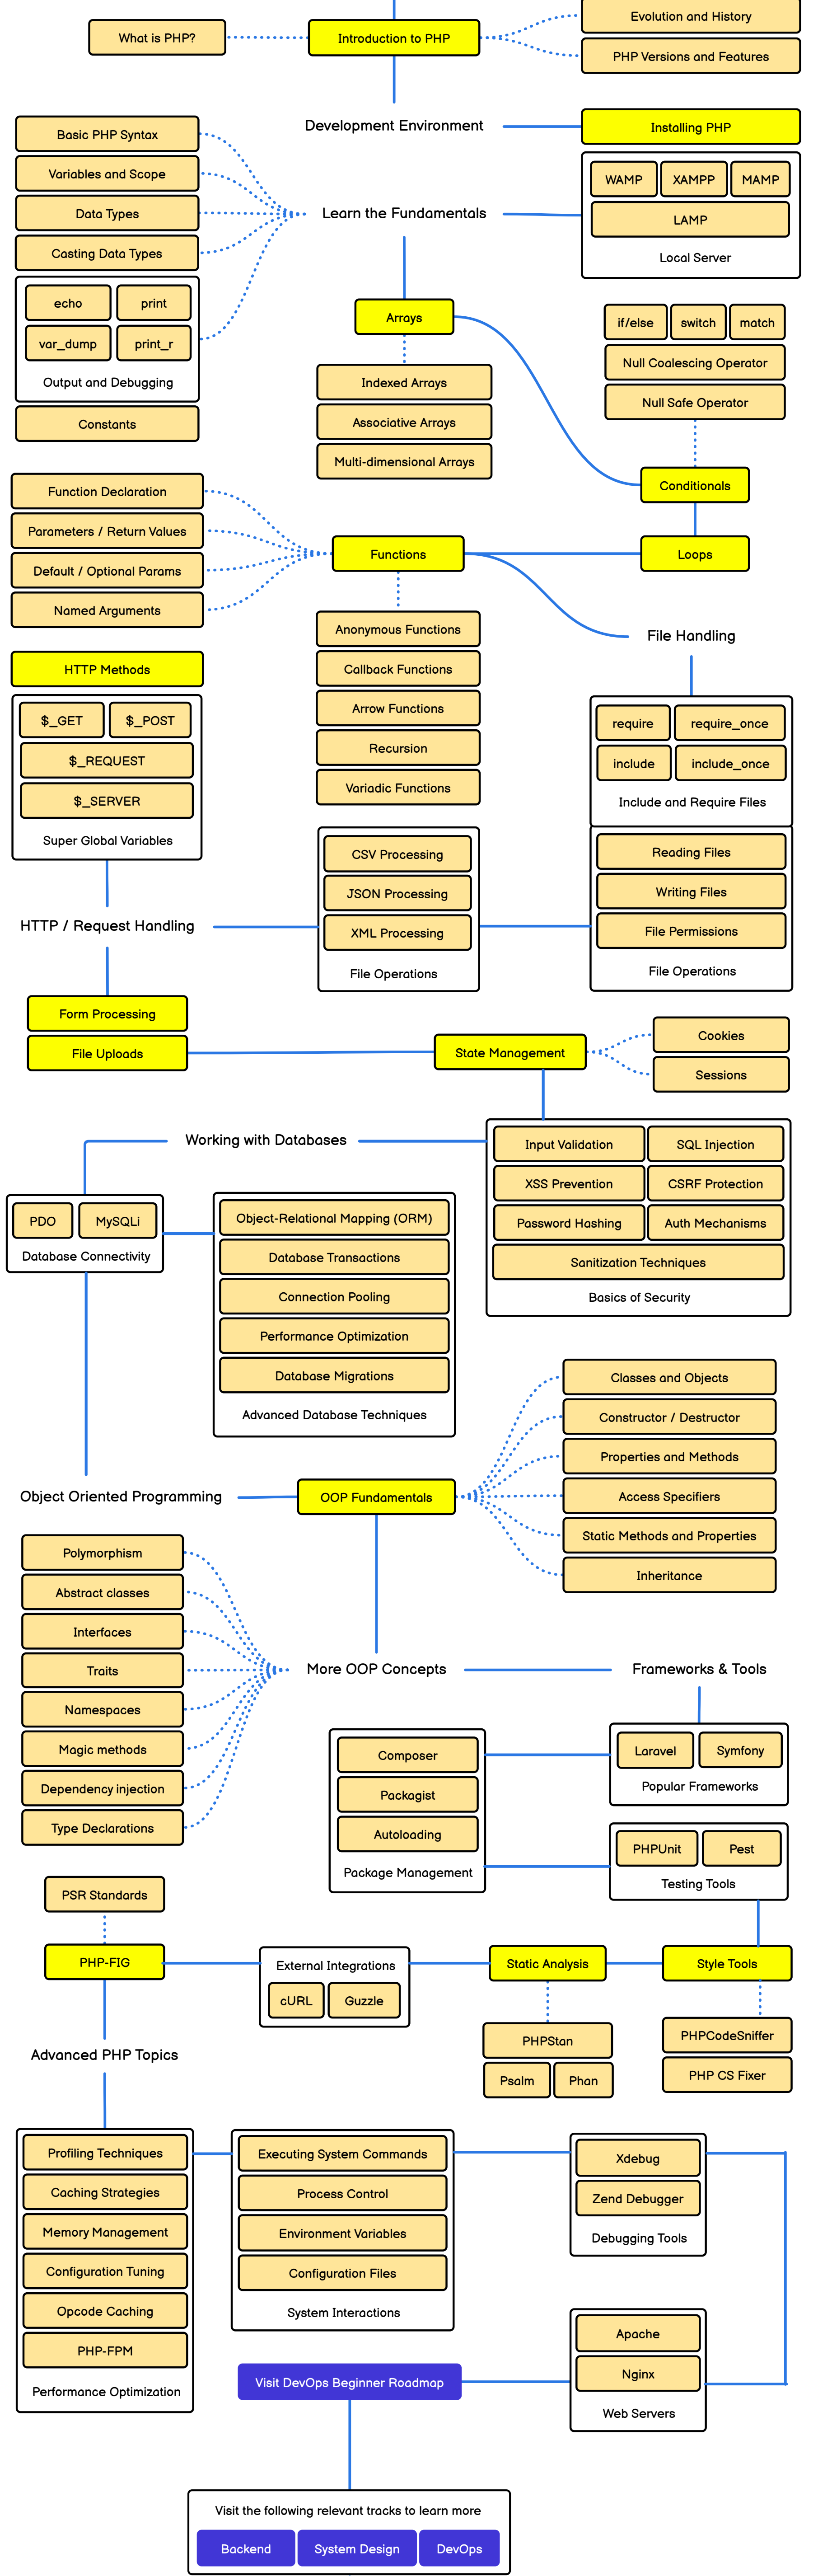 Evolution and History
What is PHP?
Introduction to PHP
PHP Versions and Features
Development Environment
Installing PHP
WAMP
XAMPP
MAMP
LAMP
Local Server
Learn the Fundamentals
Basic PHP Syntax
Variables and Scope
Data Types
Casting Data Types
echo
print
var_dump
print_r
Output and Debugging
Constants
Arrays
Indexed Arrays
Associative Arrays
Multi-dimensional Arrays
if/else
switch
match
Null Coalescing Operator
Null Safe Operator
Conditionals
Loops
Functions
Function Declaration
Parameters / Return Values
Default / Optional Params
Named Arguments
Anonymous Functions
Callback Functions
Arrow Functions
Recursion
Variadic Functions
File Handling
require
require_once
include
include_once
Include and Require Files
Reading Files
Writing Files
File Permissions
File Operations
CSV Processing
JSON Processing
XML Processing
File Operations
HTTP Methods
$_GET
$_POST
$_REQUEST
$_SERVER
Super Global Variables
HTTP / Request Handling
Form Processing
File Uploads
State Management
Cookies
Sessions
Input Validation
SQL Injection
XSS Prevention
CSRF Protection
Password Hashing
Auth Mechanisms
Sanitization Techniques
Basics of Security
Working with Databases
PDO
MySQLi
Database Connectivity
Object-Relational Mapping (ORM)
Database Transactions
Connection Pooling
Performance Optimization
Database Migrations
Advanced Database Techniques
Object Oriented Programming
OOP Fundamentals
Classes and Objects
Constructor / Destructor
Properties and Methods
Access Specifiers
Static Methods and Properties
Inheritance
Polymorphism
Abstract classes
Interfaces
Traits
Namespaces
Magic methods
Dependency injection
Type Declarations
More OOP Concepts
Frameworks & Tools
Laravel
Symfony
Popular Frameworks
Composer
Packagist
Autoloading
Package Management
PHPUnit
Pest
Testing Tools
Style Tools
PHPCodeSniffer
PHP CS Fixer
Static Analysis
PHPStan
Psalm
Phan
External Integrations
cURL
Guzzle
PSR Standards
PHP-FIG
Advanced PHP Topics
Profiling Techniques
Caching Strategies
Memory Management
Configuration Tuning
Opcode Caching
PHP-FPM
Performance Optimization
Executing System Commands
Process Control
Environment Variables
Configuration Files
System Interactions
Xdebug
Zend Debugger
Debugging Tools
Apache
Nginx
Web Servers
Visit DevOps Beginner Roadmap
Visit the following relevant tracks to learn more
Backend
System Design
DevOps